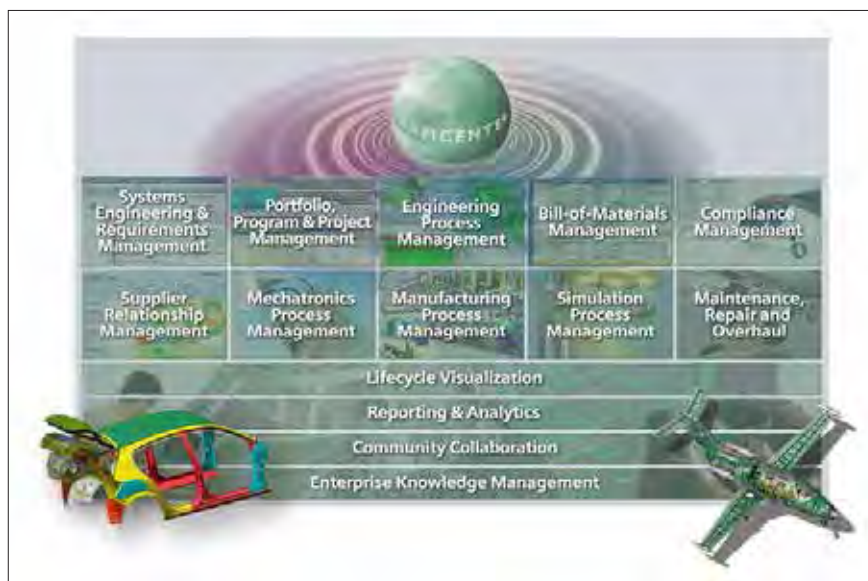 EPICENTER
Systems
Engineering &
Requirements
Management
Portfolio,
Program & Project
Management
Engineering
Process
Management
Bill-of-Materials
Management
Compliance
Management
Supplier
Relationship
Management
Mechatronics
Process
Management
Manufacturing
Process
Management
Simulation
Process
Management
Maintenance,
Repair and
Overhaul
Lifecycle Visualization
Reporting & Analytics
Community Collaboration
Enterprise Knowledge Management